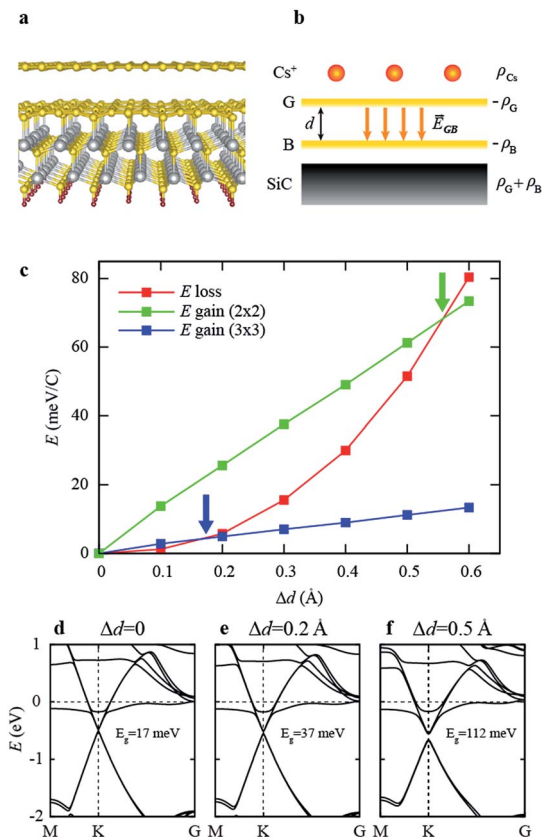 a
b
Cs⁺
ρCs
G
-ρG
d
E⃗GB
B
-ρB
SiC
ρG+ρB
c
80
60
40
20
0
E (meV/C)
E loss
E gain (2x2)
E gain (3x3)
0 0.1 0.2 0.3 0.4 0.5 0.6
Δd (Å)
d Δd=0
e Δd=0.2 Å
f Δd=0.5 Å
1
0
-1
-2
E (eV)
Eg=17 meV
Eg=37 meV
Eg=112 meV
M K M K M K G